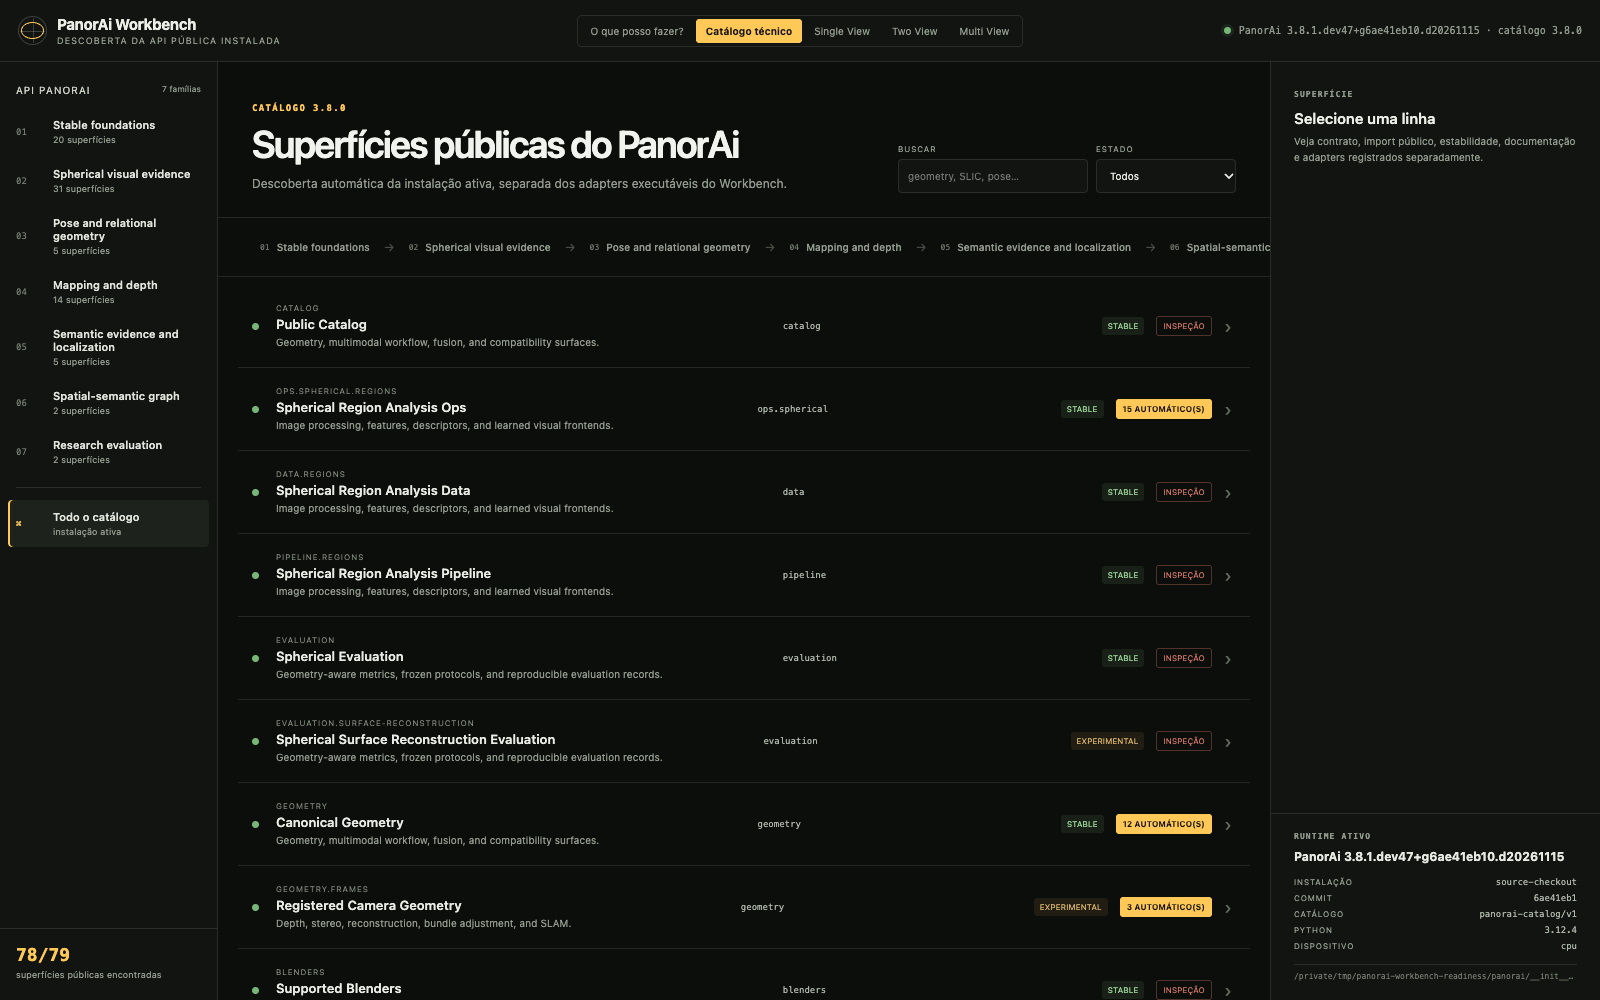 PanorAi Workbench
DESCOBERTA DA API PÚBLICA INSTALADA
O que posso fazer?
Catálogo técnico
Single View
Two View
Multi View
PanorAi 3.8.1.dev47+g6ae41eb10.d20261115 · catálogo 3.8.0
API PANORAI
7 famílias
01
Stable foundations
20 superfícies
02
Spherical visual evidence
31 superfícies
03
Pose and relational
geometry
5 superfícies
04
Mapping and depth
14 superfícies
05
Semantic evidence and
localization
5 superfícies
06
Spatial-semantic graph
2 superfícies
07
Research evaluation
2 superfícies
⌘
Todo o catálogo
instalação ativa
78/79
superfícies públicas encontradas
CATÁLOGO 3.8.0
Superfícies públicas do PanorAi
Descoberta automática da instalação ativa, separada dos adapters executáveis do Workbench.
BUSCAR
geometry, SLIC, pose...
ESTADO
Todos
01 Stable foundations → 02 Spherical visual evidence → 03 Pose and relational geometry → 04 Mapping and depth → 05 Semantic evidence and localization → 06 Spatial-semantic
CATALOG
Public Catalog
Geometry, multimodal workflow, fusion, and compatibility surfaces.
catalog
STABLE
INSPEÇÃO
OPS.SPHERICAL.REGIONS
Spherical Region Analysis Ops
Image processing, features, descriptors, and learned visual frontends.
ops.spherical
STABLE
15 AUTOMÁTICO(S)
DATA.REGIONS
Spherical Region Analysis Data
Image processing, features, descriptors, and learned visual frontends.
data
STABLE
INSPEÇÃO
PIPELINE.REGIONS
Spherical Region Analysis Pipeline
Image processing, features, descriptors, and learned visual frontends.
pipeline
STABLE
INSPEÇÃO
EVALUATION
Spherical Evaluation
Geometry-aware metrics, frozen protocols, and reproducible evaluation records.
evaluation
STABLE
INSPEÇÃO
EVALUATION.SURFACE-RECONSTRUCTION
Spherical Surface Reconstruction Evaluation
Geometry-aware metrics, frozen protocols, and reproducible evaluation records.
evaluation
EXPERIMENTAL
INSPEÇÃO
GEOMETRY
Canonical Geometry
Geometry, multimodal workflow, fusion, and compatibility surfaces.
geometry
STABLE
12 AUTOMÁTICO(S)
GEOMETRY.FRAMES
Registered Camera Geometry
Depth, stereo, reconstruction, bundle adjustment, and SLAM.
geometry
EXPERIMENTAL
3 AUTOMÁTICO(S)
BLENDERS
Supported Blenders
blenders
STABLE
INSPEÇÃO
SUPERFÍCIE
Selecione uma linha
Veja contrato, import público, estabilidade, documentação
e adapters registrados separadamente.
RUNTIME ATIVO
PanorAi 3.8.1.dev47+g6ae41eb10.d20261115
INSTALAÇÃO source-checkout
COMMIT 6ae41eb1
CATÁLOGO panorai-catalog/v1
PYTHON 3.12.4
DISPOSITIVO cpu
/private/tmp/panorai-workbench-readiness/panorai/__init__…